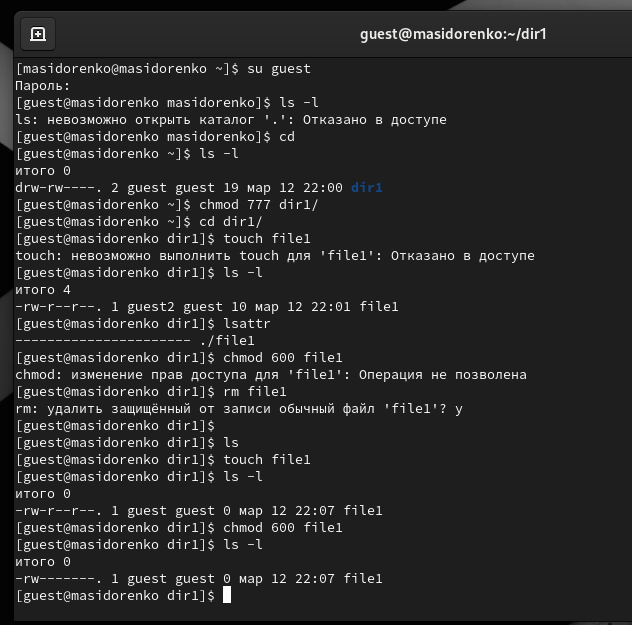 guest@masidorenko:~/dir1
[masidorenko@masidorenko ~]$ su guest
Пароль:
[guest@masidorenko masidorenko]$ ls -l
ls: невозможно открыть каталог '.': Отказано в доступе
[guest@masidorenko masidorenko]$ cd
[guest@masidorenko ~]$ ls -l
итого 0
drw-rw----. 2 guest guest 19 мар 12 22:00 dir1
[guest@masidorenko ~]$ chmod 777 dir1/
[guest@masidorenko ~]$ cd dir1/
[guest@masidorenko dir1]$ touch file1
touch: невозможно выполнить touch для 'file1': Отказано в доступе
[guest@masidorenko dir1]$ ls -l
итого 4
-rw-r--r--. 1 guest2 guest 10 мар 12 22:01 file1
[guest@masidorenko dir1]$ lsattr
---------------------- ./file1
[guest@masidorenko dir1]$ chmod 600 file1
chmod: изменение прав доступа для 'file1': Операция не позволена
[guest@masidorenko dir1]$ rm file1
rm: удалить защищённый от записи обычный файл 'file1'? y
[guest@masidorenko dir1]$
[guest@masidorenko dir1]$ ls
[guest@masidorenko dir1]$ touch file1
[guest@masidorenko dir1]$ ls -l
итого 0
-rw-r--r--. 1 guest guest 0 мар 12 22:07 file1
[guest@masidorenko dir1]$ chmod 600 file1
[guest@masidorenko dir1]$ ls -l
итого 0
-rw-------. 1 guest guest 0 мар 12 22:07 file1
[guest@masidorenko dir1]$